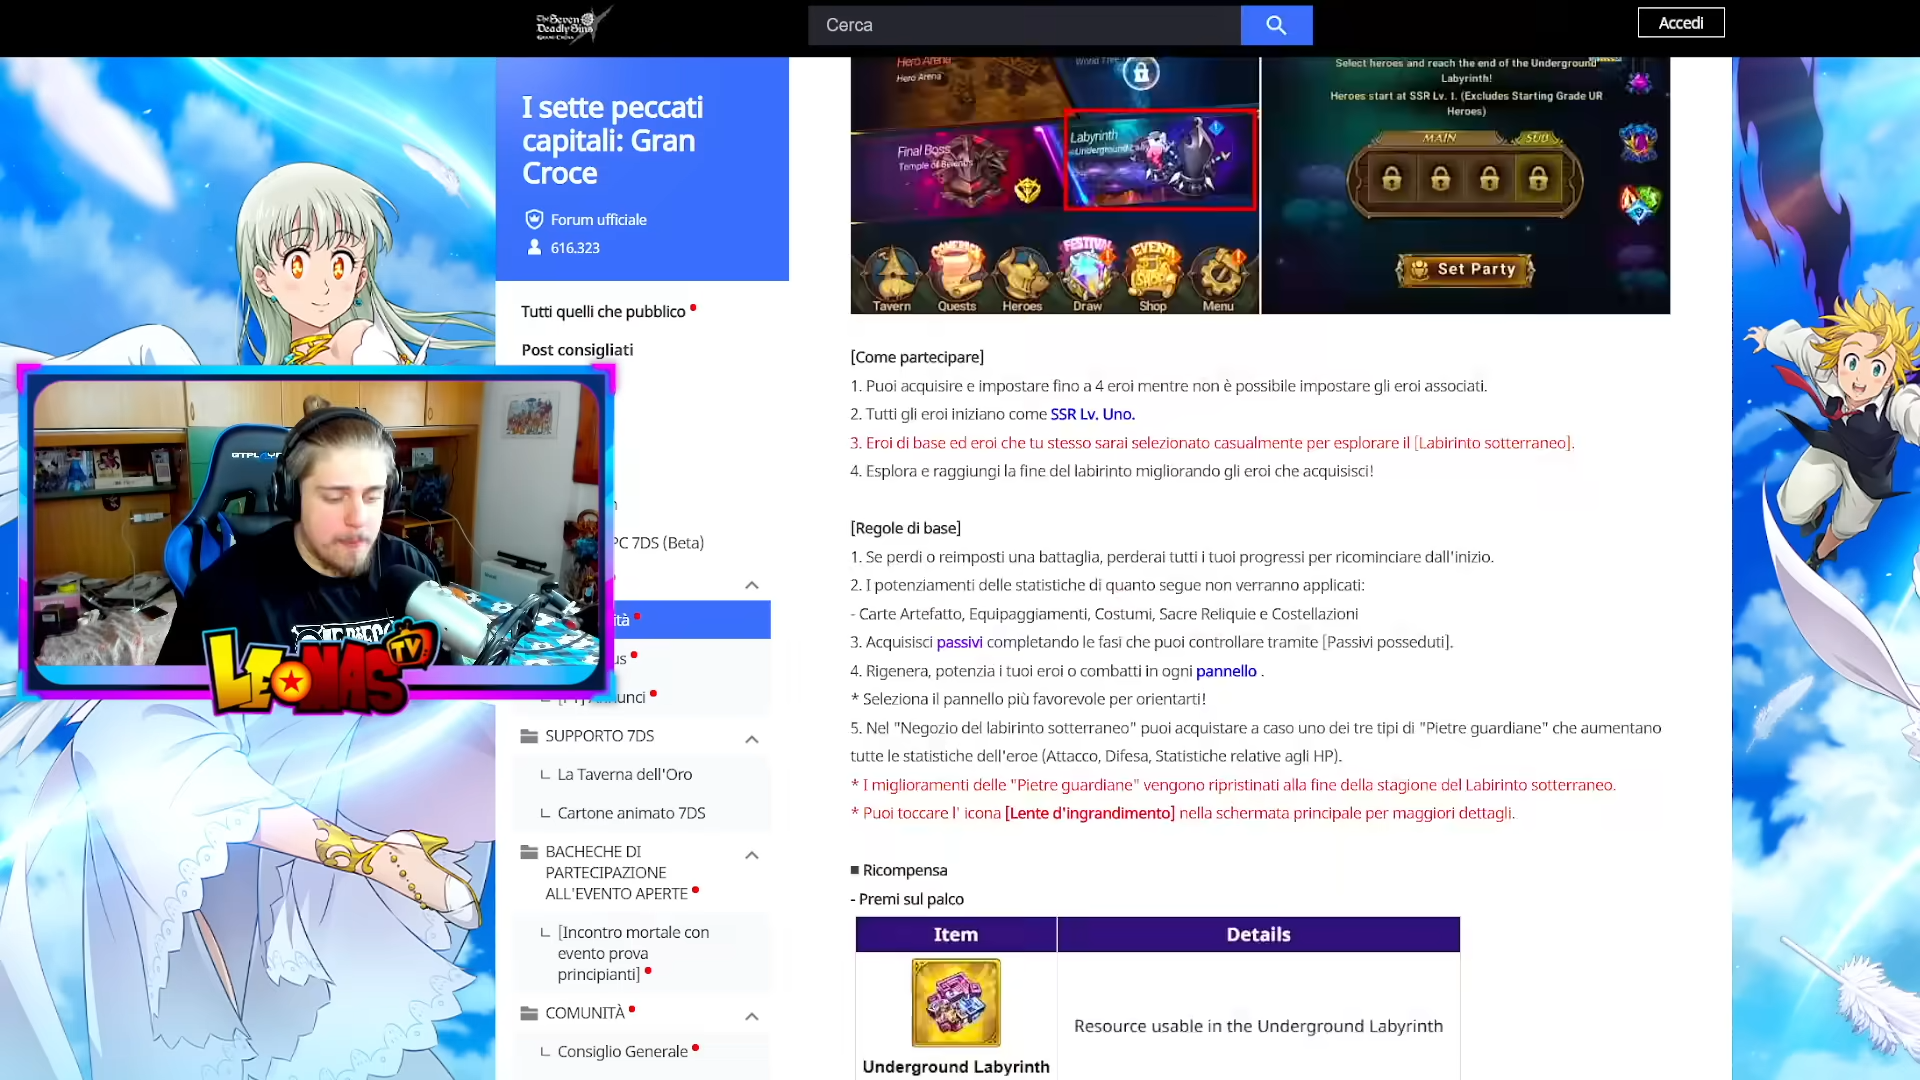 The Seven
Deadly Sins
GRAND CROSS
Cerca
Accedi
I sette peccati
capitali: Gran
Croce
Forum ufficiale
616.323
Tutti quelli che pubblico
Post consigliati
PC 7DS (Beta)
SUPPORTO 7DS
La Taverna dell'Oro
Cartone animato 7DS
BACHECHE DI
PARTECIPAZIONE
ALL'EVENTO APERTE
[Incontro mortale con
evento prova
principianti]
COMUNITÀ
Consiglio Generale
LEONAS TV
Hero Arena
Hero Arena
Final Boss
Labyrinth
Tavern
Quests
Heroes
Draw
Shop
Menu
FESTIVAL
EVENT
Select heroes and reach the end of the Underground
Labyrinth!
Heroes start at SSR Lv. 1. (Excludes Starting Grade UR
Heroes)
MAIN
SUB
Set Party
[Come partecipare]
1. Puoi acquisire e impostare fino a 4 eroi mentre non è possibile impostare gli eroi associati.
2. Tutti gli eroi iniziano come SSR Lv. Uno.
3. Eroi di base ed eroi che tu stesso sarai selezionato casualmente per esplorare il [Labirinto sotterraneo].
4. Esplora e raggiungi la fine del labirinto migliorando gli eroi che acquisisci!
[Regole di base]
1. Se perdi o reimposti una battaglia, perderai tutti i tuoi progressi per ricominciare dall'inizio.
2. I potenziamenti delle statistiche di quanto segue non verranno applicati:
- Carte Artefatto, Equipaggiamenti, Costumi, Sacre Reliquie e Costellazioni
3. Acquisisci passivi completando le fasi che puoi controllare tramite [Passivi posseduti].
4. Rigenera, potenzia i tuoi eroi o combatti in ogni pannello .
* Seleziona il pannello più favorevole per orientarti!
5. Nel "Negozio del labirinto sotterraneo" puoi acquistare a caso uno dei tre tipi di "Pietre guardiane" che aumentano
tutte le statistiche dell'eroe (Attacco, Difesa, Statistiche relative agli HP).
* I miglioramenti delle "Pietre guardiane" vengono ripristinati alla fine della stagione del Labirinto sotterraneo.
* Puoi toccare l' icona [Lente d'ingrandimento] nella schermata principale per maggiori dettagli.
■ Ricompensa
- Premi sul palco
Item
Details
Resource usable in the Underground Labyrinth
Underground Labyrinth